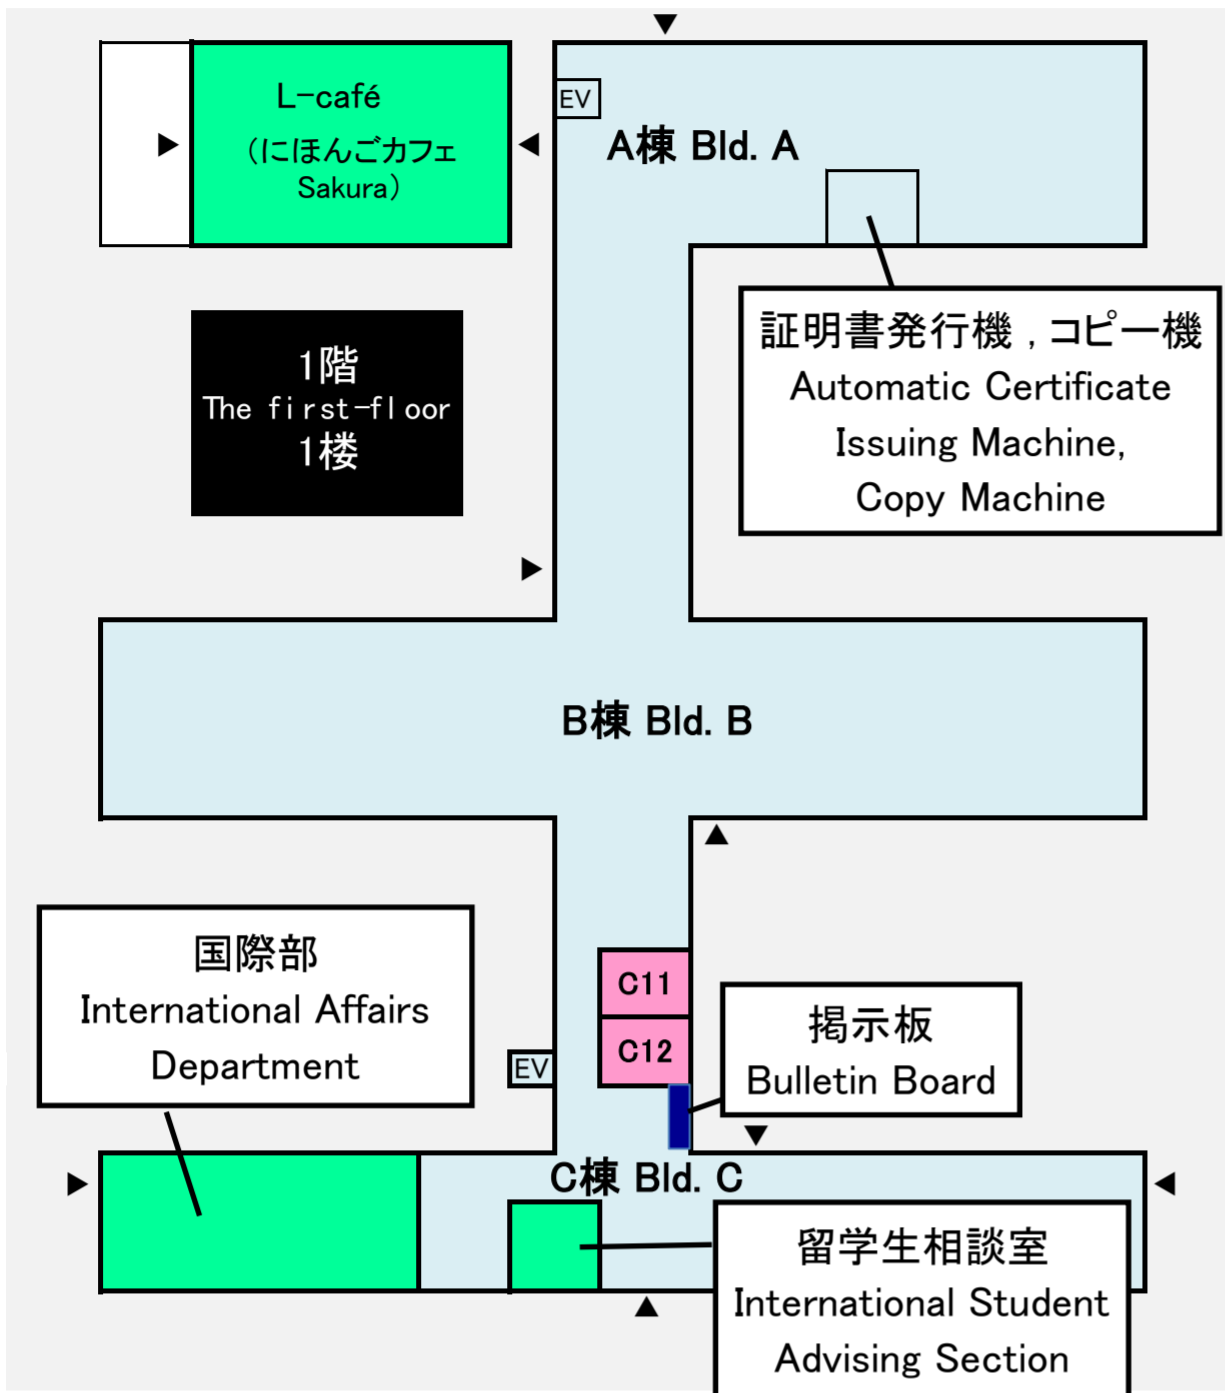 L-café
（にほんごカフェ
Sakura）
EV
A棟 Bld. A
証明書発行機 , コピー機
Automatic Certificate
Issuing Machine,
Copy Machine
1階
The first-floor
1楼
B棟 Bld. B
国際部
International Affairs
Department
C11
C12
EV
掲示板
Bulletin Board
C棟 Bld. C
留学生相談室
International Student
Advising Section